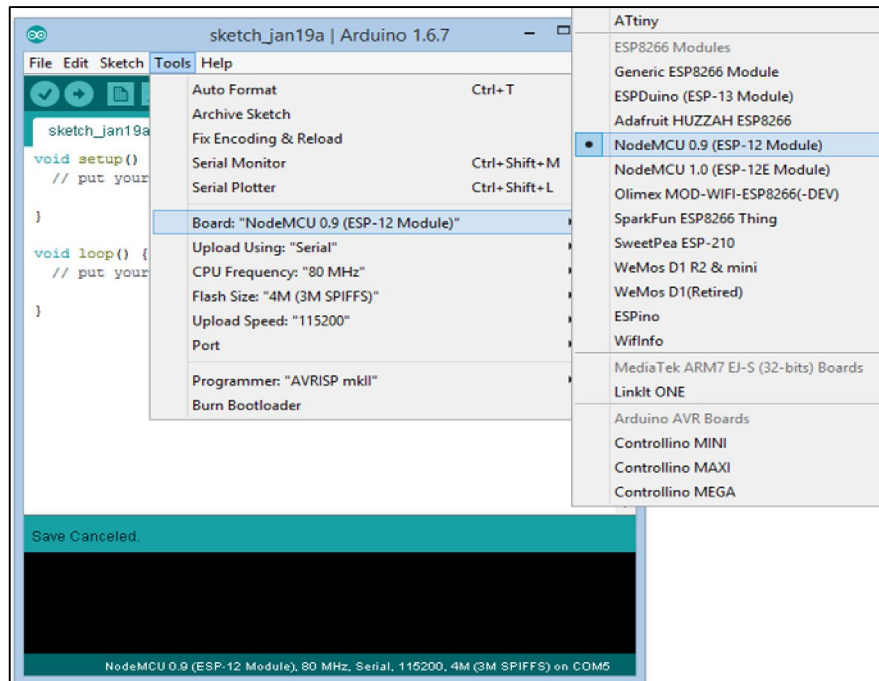 sketch_jan19a | Arduino 1.6.7
File Edit Sketch Tools Help
sketch_jan19a
void setup()
// put your
}
void loop() {
// put your
}
Auto Format Ctrl+T
Archive Sketch
Fix Encoding & Reload
Serial Monitor Ctrl+Shift+M
Serial Plotter Ctrl+Shift+L
Board: "NodeMCU 0.9 (ESP-12 Module)"
Upload Using: "Serial"
CPU Frequency: "80 MHz"
Flash Size: "4M (3M SPIFFS)"
Upload Speed: "115200"
Port
Programmer: "AVRISP mkII"
Burn Bootloader
ATtiny
ESP8266 Modules
Generic ESP8266 Module
ESPDuino (ESP-13 Module)
Adafruit HUZZAH ESP8266
NodeMCU 0.9 (ESP-12 Module)
NodeMCU 1.0 (ESP-12E Module)
Olimex MOD-WIFI-ESP8266(-DEV)
SparkFun ESP8266 Thing
SweetPea ESP-210
WeMos D1 R2 & mini
WeMos D1(Retired)
ESPino
WifInfo
MediaTek ARM7 EJ-S (32-bits) Boards
LinkIt ONE
Arduino AVR Boards
Controllino MINI
Controllino MAXI
Controllino MEGA
Save Canceled.
NodeMCU 0.9 (ESP-12 Module), 80 MHz, Serial, 115200, 4M (3M SPIFFS) on COM5